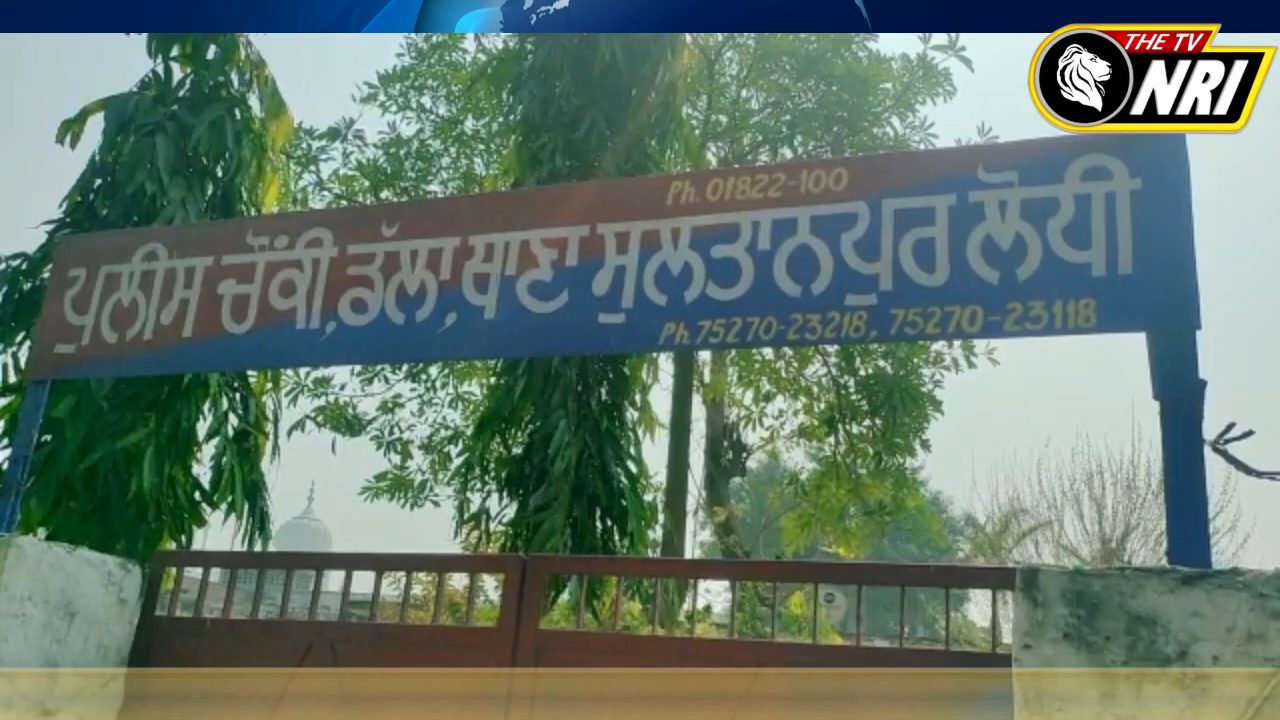 THE TV
NRI
Ph. 01822-100
ਪੁਲੀਸ ਚੌਂਕੀ, ਡੱਲਾ, ਥਾਣਾ ਸੁਲਤਾਨਪੁਰ ਲੋਧੀ
Ph 75270-23218, 75270-23118